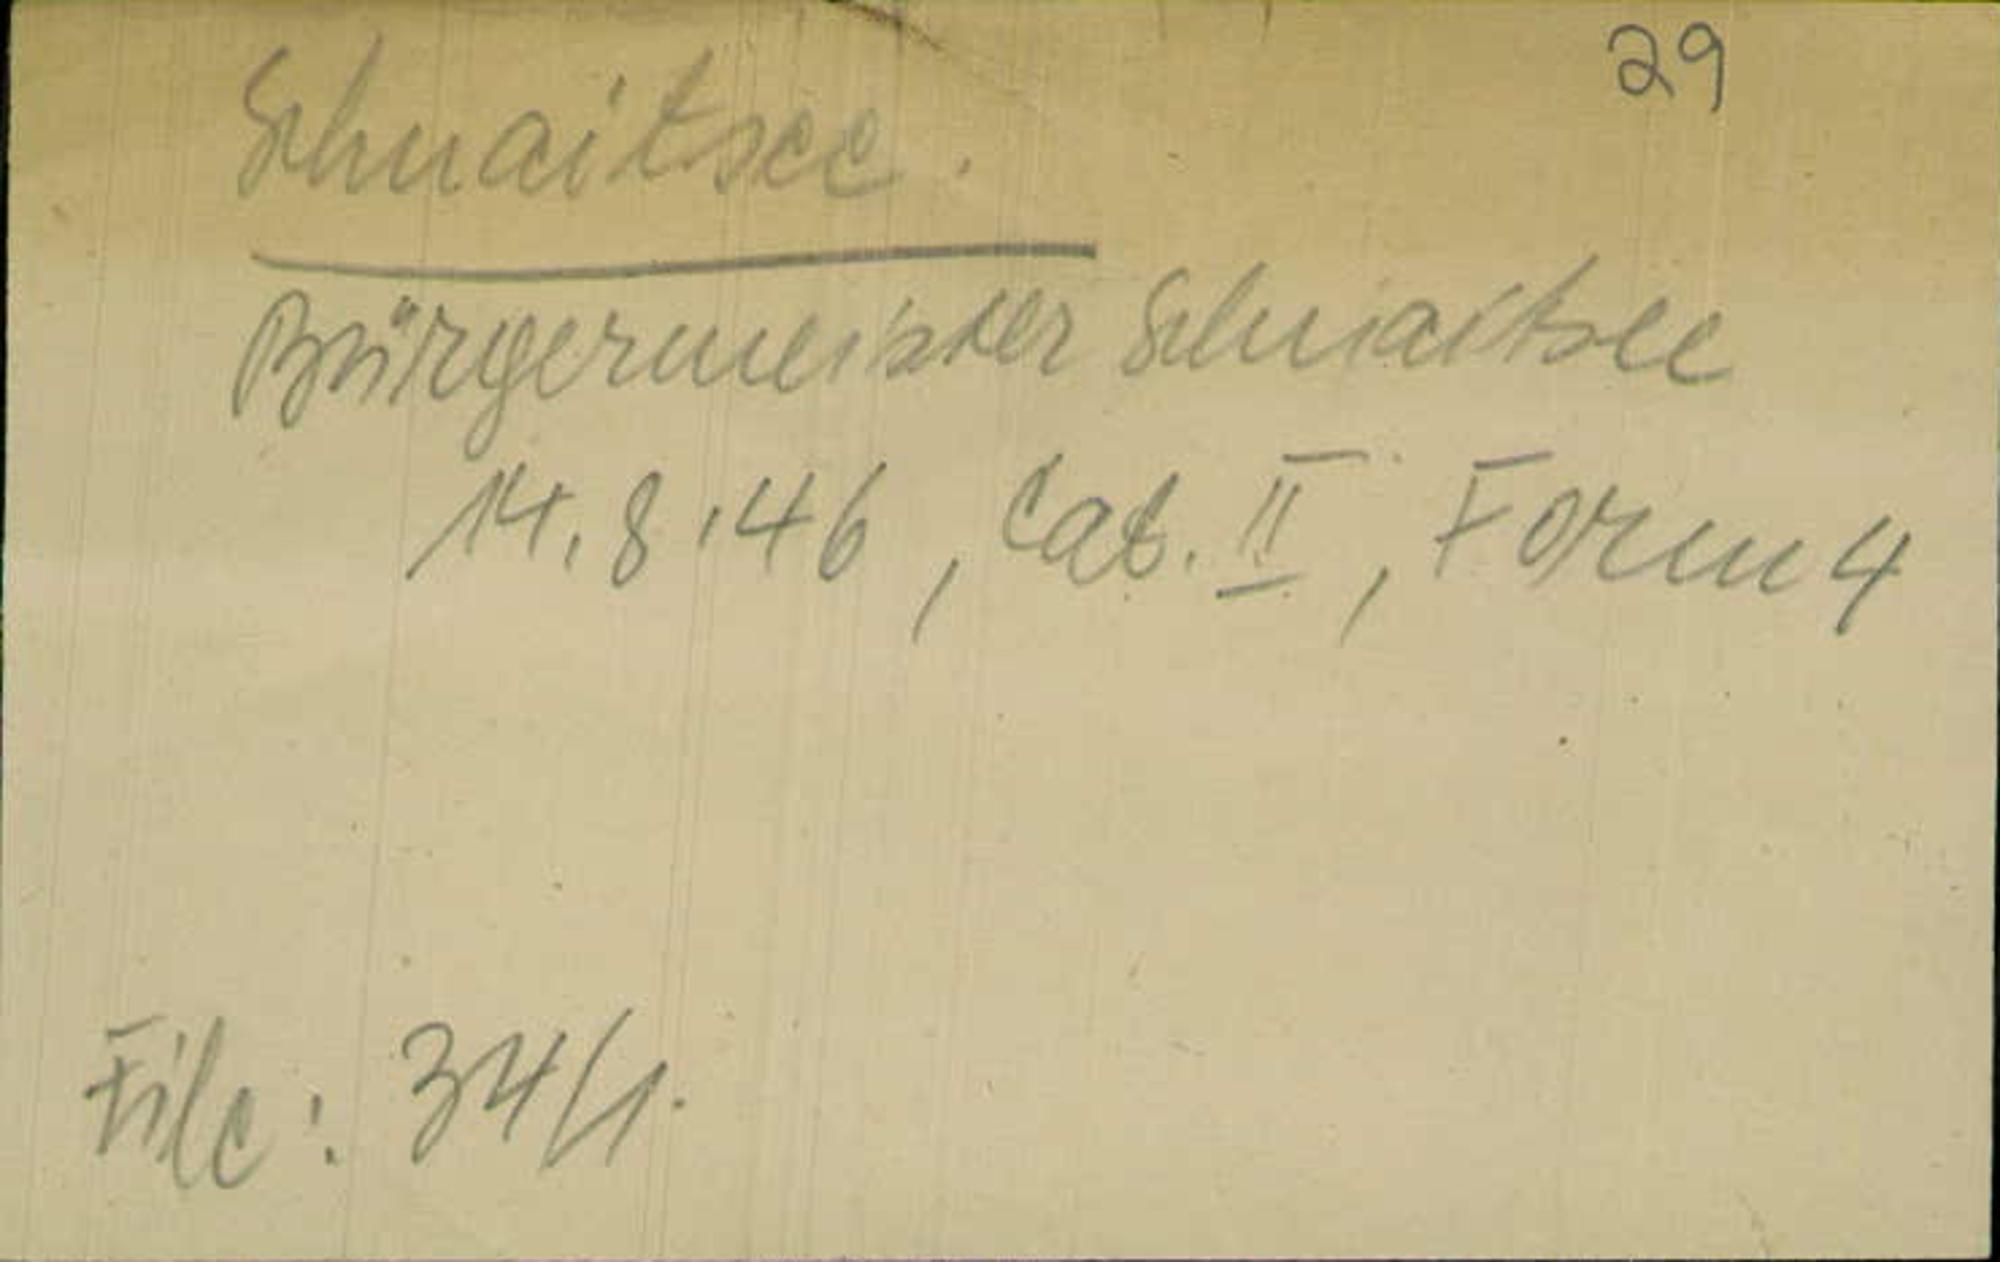 29
Schnaitsee.
Bürgermeister Schnaitsee
14.8.46, Cat. II, Form 4
File: 34/1.